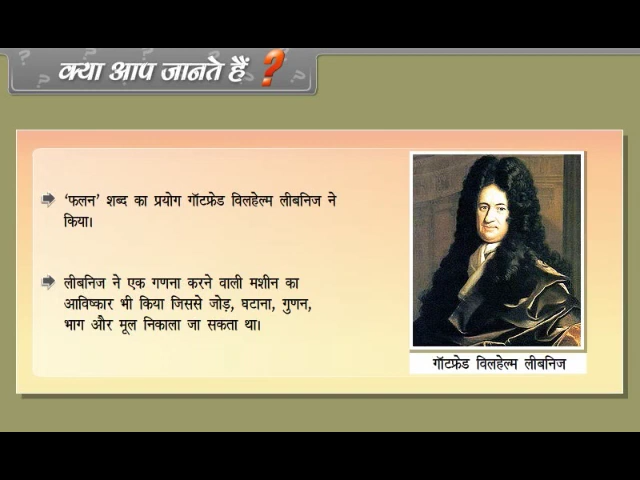 क्या आप जानते हैं ?
‘फलन’ शब्द का प्रयोग गॉटफ्रेड विलहेल्म लीबनिज ने
किया।
लीबनिज ने एक गणना करने वाली मशीन का
आविष्कार भी किया जिससे जोड़, घटाना, गुणन,
भाग और मूल निकाला जा सकता था।
गॉटफ्रेड विलहेल्म लीबनिज